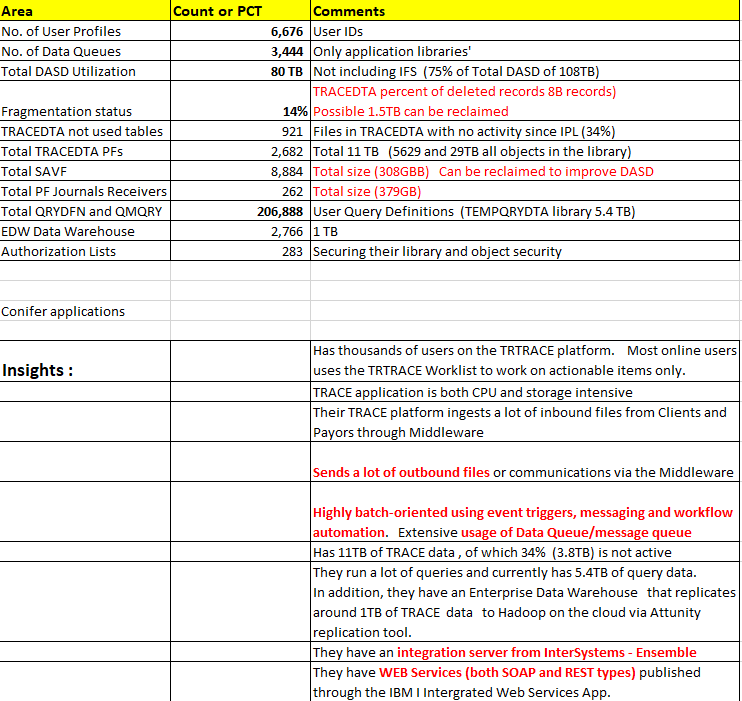 Area Count or PCT Comments
No. of User Profiles 6,676 User IDs
No. of Data Queues 3,444 Only application libraries'
Total DASD Utilization 80 TB Not including IFS (75% of Total DASD of 108TB)
TRACEDTA percent of deleted records 8B records)
Fragmentation status 14% Possible 1.5TB can be reclaimed
TRACEDTA not used tables 921 Files in TRACEDTA with no activity since IPL (34%)
Total TRACEDTA PFs 2,682 Total 11 TB (5629 and 29TB all objects in the library)
Total SAVF 8,884 Total size (308GBB) Can be reclaimed to improve DASD
Total PF Journals Receivers 262 Total size (379GB)
Total QRYDFN and QMQRY 206,888 User Query Definitions (TEMPQRYDTA library 5.4 TB)
EDW Data Warehouse 2,766 1 TB
Authorization Lists 283 Securing their library and object security
Conifer applications
Insights :
Has thousands of users on the TRTRACE platform. Most online users
uses the TRTRACE Worklist to work on actionable items only.
TRACE application is both CPU and storage intensive
Their TRACE platform ingests a lot of inbound files from Clients and
Payors through Middleware
Sends a lot of outbound files or communications via the Middleware
Highly batch-oriented using event triggers, messaging and workflow
automation. Extensive usage of Data Queue/message queue
Has 11TB of TRACE data , of which 34% (3.8TB) is not active
They run a lot of queries and currently has 5.4TB of query data.
In addition, they have an Enterprise Data Warehouse that replicates
around 1TB of TRACE data to Hadoop on the cloud via Attunity
replication tool.
They have an integration server from InterSystems - Ensemble
They have WEB Services (both SOAP and REST types) published
through the IBM I Intergrated Web Services App.